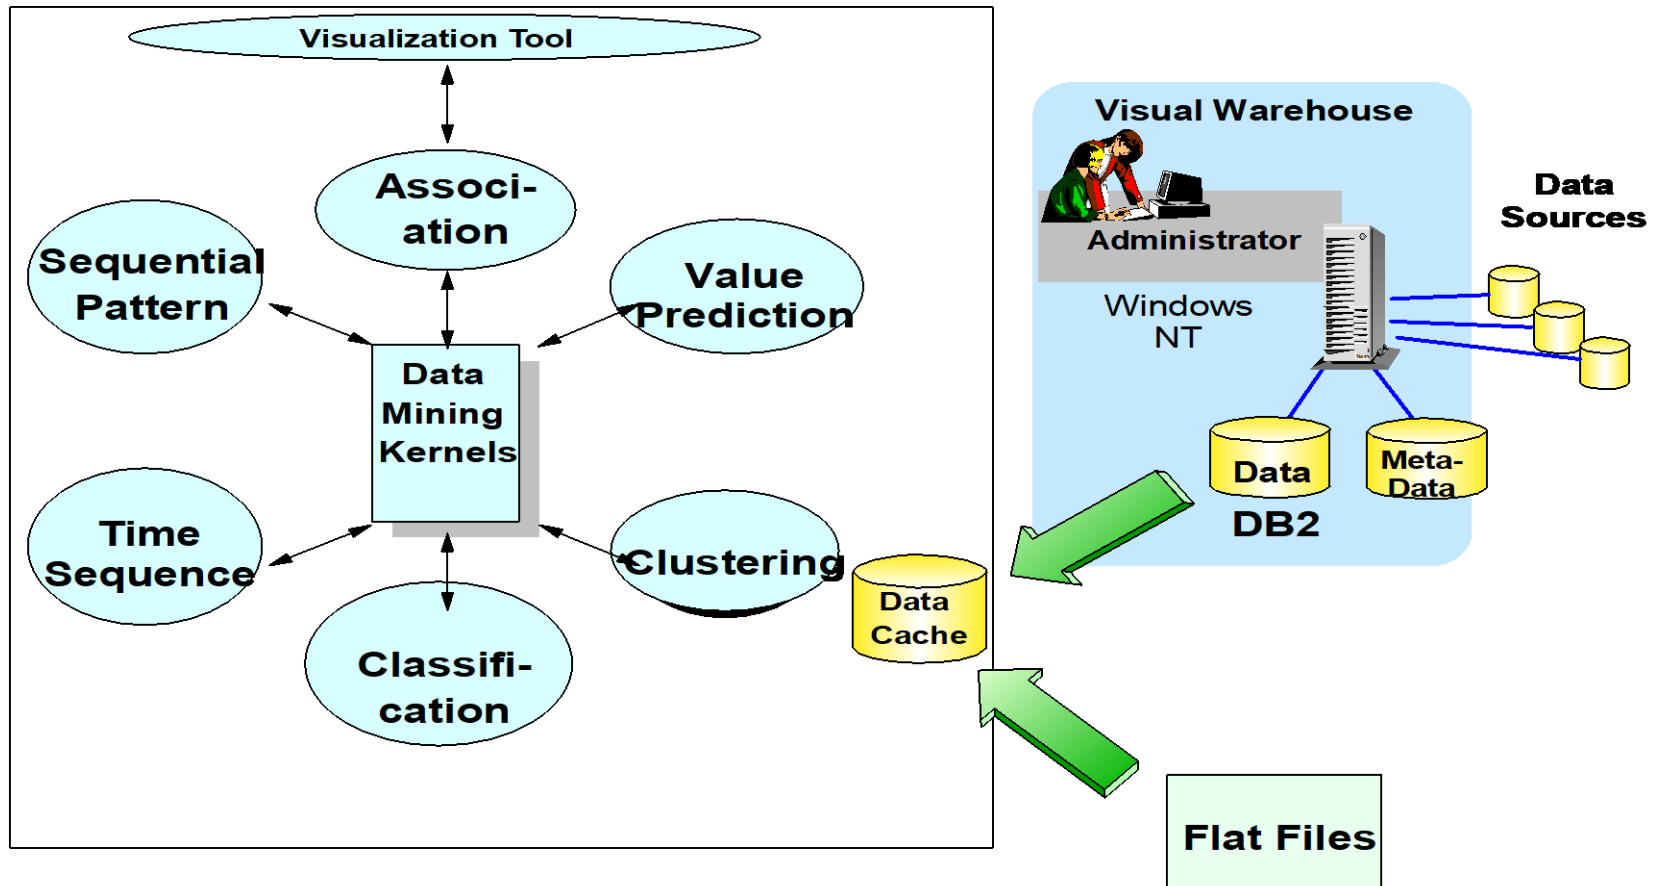 Visualization Tool
Associ-
ation
Sequential
Pattern
Value
Prediction
Data
Mining
Kernels
Time
Sequence
Clustering
Classifi-
cation
Data
Cache
Visual Warehouse
Administrator
Windows
NT
Data
Sources
Data
Meta-
Data
DB2
Flat Files